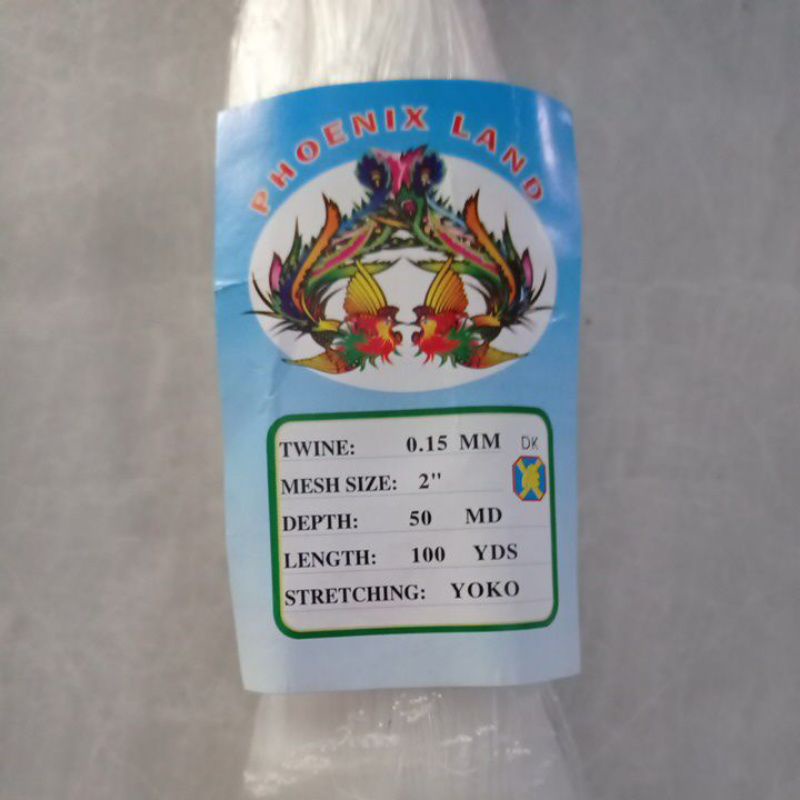 PHOENIX LAND
TWINE: 0.15 MM DK
MESH SIZE: 2"
DEPTH: 50 MD
LENGTH: 100 YDS
STRETCHING: YOKO